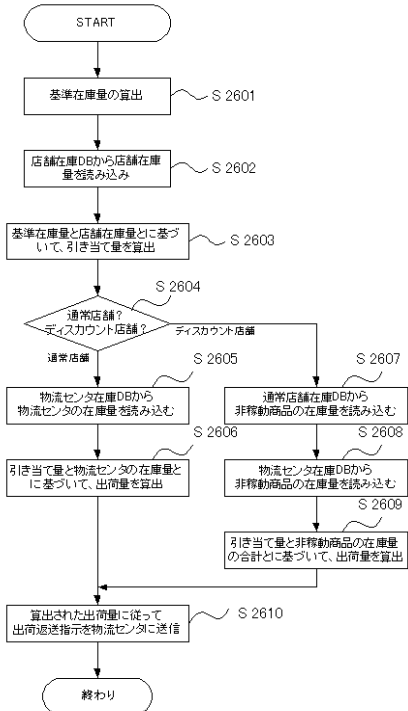 START
基準在庫量の算出
S 2601
店舗在庫DBから店舗在庫
量を読み込み
S 2602
基準在庫量と店舗在庫量とに基づ
いて、引き当て量を算出
S 2603
S 2604
通常店舗?
ディスカウント店舗?
ディスカウント店舗
通常店舗
S 2605
物流センタ在庫DBから
物流センタの在庫量を読み込む
S 2606
引き当て量と物流センタの在庫量と
に基づいて、出荷量を算出
S 2607
通常店舗在庫DBから
非稼動商品の在庫量を読み込む
S 2608
物流センタ在庫DBから
非稼動商品の在庫量を読み込む
S 2609
引き当て量と非稼動商品の在庫量
の合計とに基づいて、出荷量を算出
算出された出荷量に従って
出荷返送指示を物流センタに送信
S 2610
終わり